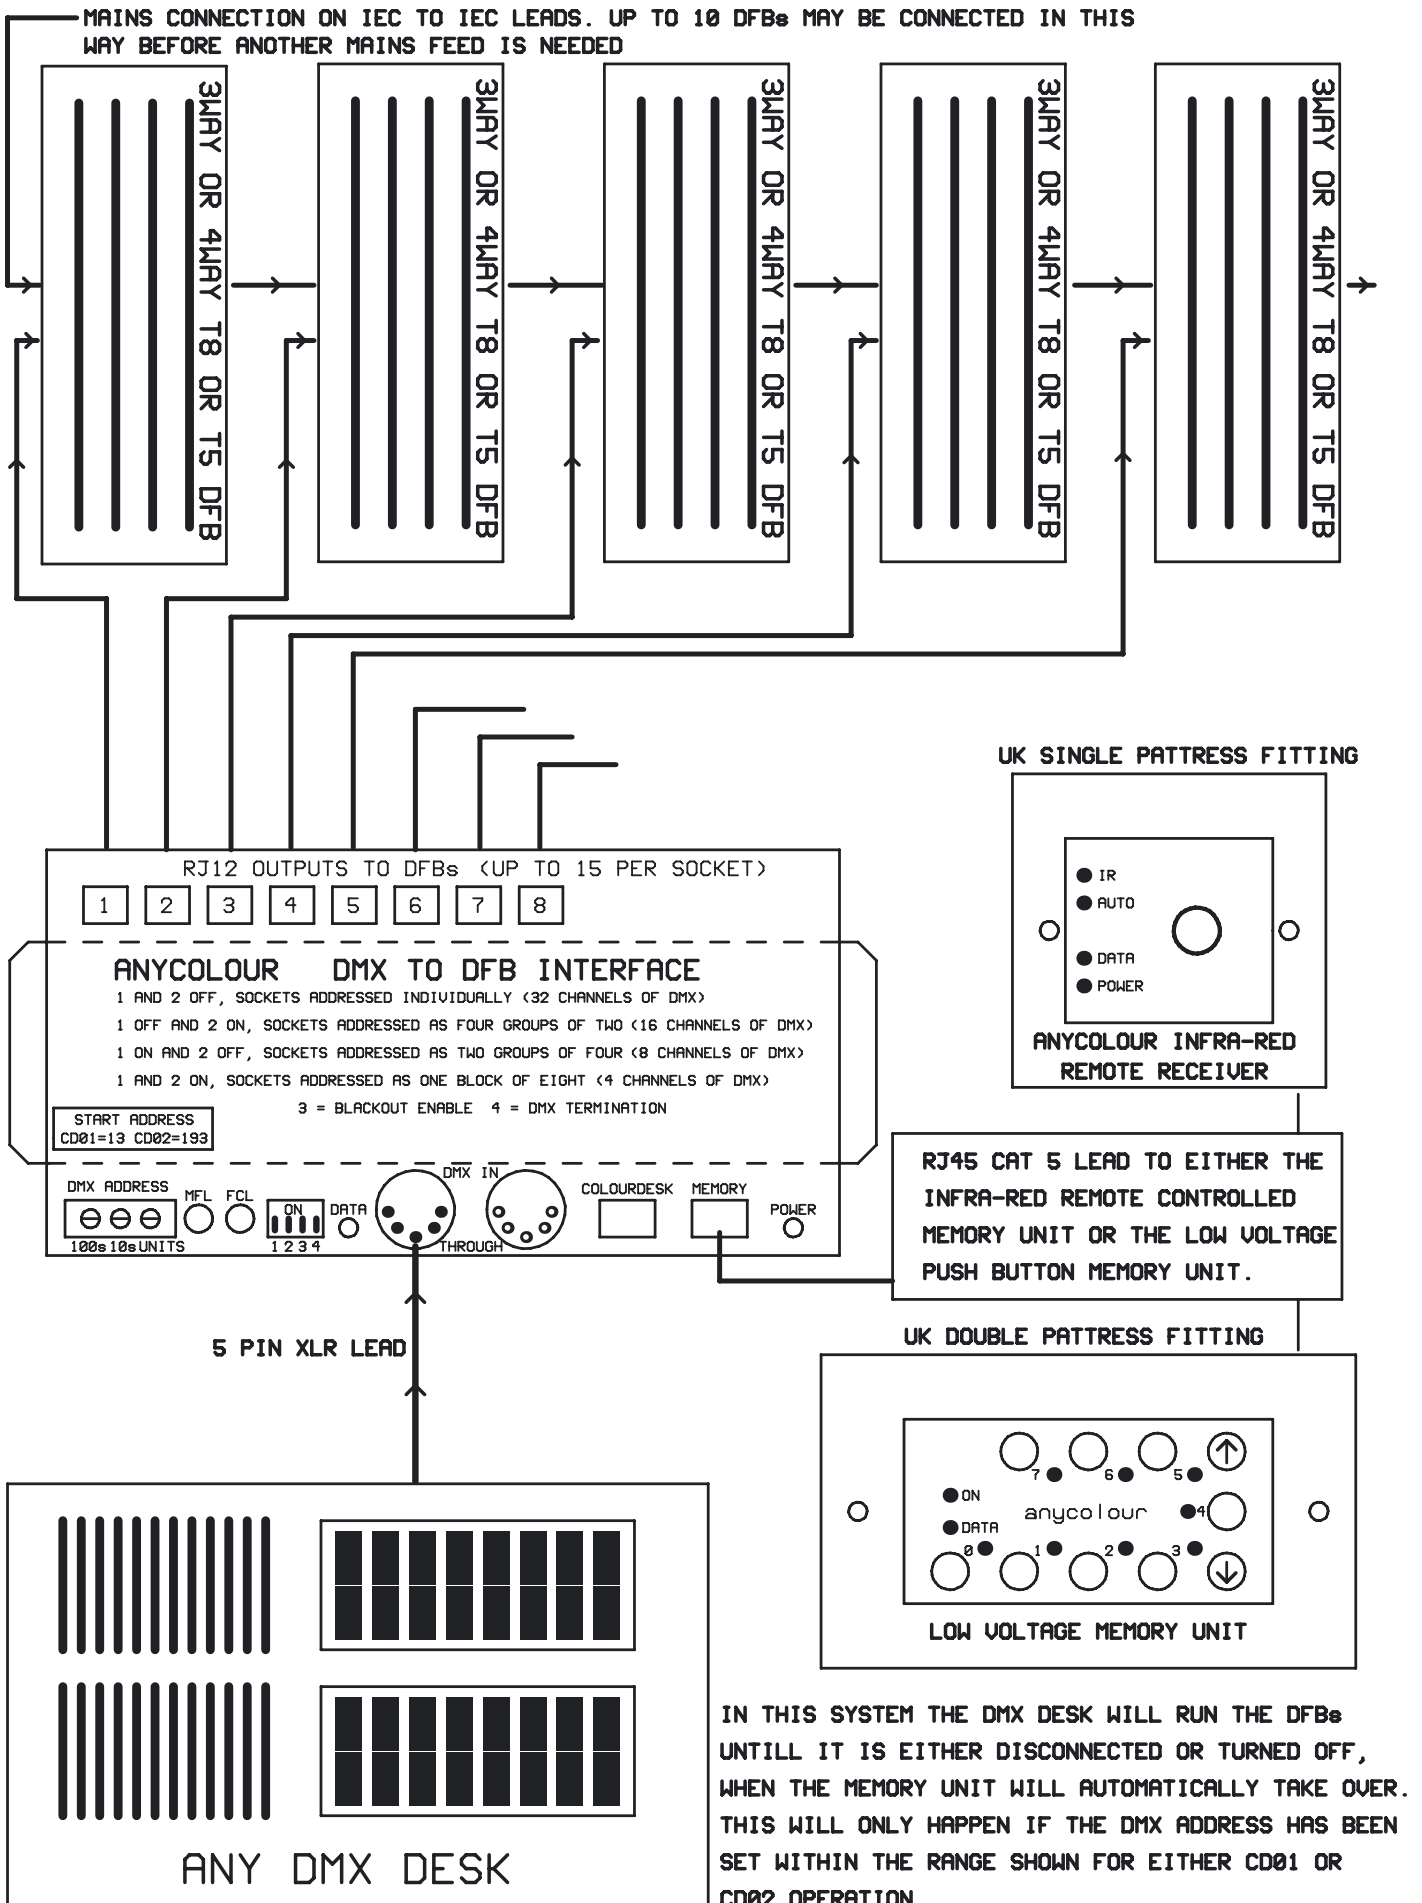 MAINS CONNECTION ON IEC TO IEC LEADS. UP TO 10 DFBs MAY BE CONNECTED IN THIS
WAY BEFORE ANOTHER MAINS FEED IS NEEDED
3WAY OR 4WAY T8 OR T5 DFB
3WAY OR 4WAY T8 OR T5 DFB
3WAY OR 4WAY T8 OR T5 DFB
3WAY OR 4WAY T8 OR T5 DFB
3WAY OR 4WAY T8 OR T5 DFB
RJ12 OUTPUTS TO DFBs (UP TO 15 PER SOCKET)
1 2 3 4 5 6 7 8
ANYCOLOUR DMX TO DFB INTERFACE
1 AND 2 OFF, SOCKETS ADDRESSED INDIVIDUALLY (32 CHANNELS OF DMX)
1 OFF AND 2 ON, SOCKETS ADDRESSED AS FOUR GROUPS OF TWO (16 CHANNELS OF DMX)
1 ON AND 2 OFF, SOCKETS ADDRESSED AS TWO GROUPS OF FOUR (8 CHANNELS OF DMX)
1 AND 2 ON, SOCKETS ADDRESSED AS ONE BLOCK OF EIGHT (4 CHANNELS OF DMX)
3 = BLACKOUT ENABLE 4 = DMX TERMINATION
START ADDRESS
CD01=13 CD02=193
DMX ADDRESS
100s 10s UNITS
MFL
FCL
ON
1 2 3 4
DATA
DMX IN
THROUGH
COLOURDESK
MEMORY
POWER
UK SINGLE PATTRESS FITTING
IR
AUTO
DATA
POWER
ANYCOLOUR INFRA-RED
REMOTE RECEIVER
RJ45 CAT 5 LEAD TO EITHER THE
INFRA-RED REMOTE CONTROLLED
MEMORY UNIT OR THE LOW VOLTAGE
PUSH BUTTON MEMORY UNIT.
5 PIN XLR LEAD
UK DOUBLE PATTRESS FITTING
7 6 5
ON
anycolour 4
DATA
0 1 2 3
LOW VOLTAGE MEMORY UNIT
ANY DMX DESK
IN THIS SYSTEM THE DMX DESK WILL RUN THE DFBs
UNTILL IT IS EITHER DISCONNECTED OR TURNED OFF,
WHEN THE MEMORY UNIT WILL AUTOMATICALLY TAKE OVER.
THIS WILL ONLY HAPPEN IF THE DMX ADDRESS HAS BEEN
SET WITHIN THE RANGE SHOWN FOR EITHER CD01 OR
CD02 OPERATION